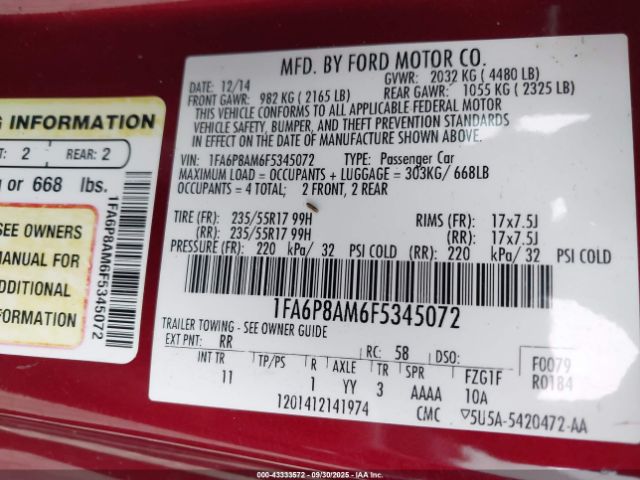 G INFORMATION
T: 2 REAR: 2
g or 668 lbs.
SEE OWNERS
MANUAL FOR
ADDITIONAL
INFORMATION
1FA6P8AM6F5345072
MFD. BY FORD MOTOR CO.
DATE: 12/14 GVWR: 2032 KG ( 4480 LB)
FRONT GAWR: 982 KG ( 2165 LB) REAR GAWR: 1055 KG ( 2325 LB)
THIS VEHICLE CONFORMS TO ALL APPLICABLE FEDERAL MOTOR
VEHICLE SAFETY, BUMPER, AND THEFT PREVENTION STANDARDS
IN EFFECT ON THE DATE OF MANUFACTURE SHOWN ABOVE.
VIN: 1FA6P8AM6F5345072 TYPE: Passenger Car
MAXIMUM LOAD = OCCUPANTS + LUGGAGE = 303KG/ 668LB
OCCUPANTS = 4 TOTAL; 2 FRONT, 2 REAR
TIRE (FR): 235/55R17 99H RIMS (FR): 17x7.5J
(RR): 235/55R17 99H (RR): 17x7.5J
PRESSURE (FR): 220 kPa/ 32 PSI COLD (RR): 220 kPa/ 32 PSI COLD
1FA6P8AM6F5345072
TRAILER TOWING - SEE OWNER GUIDE
EXT PNT: RR RC: 58 DSO: F0079
INT TR TP/PS R AXLE TR SPR FZG1F R0184
11 1 YY 3 AAAA 10A
1201412141974 CMC ▽5U5A-5420472-AA
000-43333572 - 09/30/2025 - COPYRIGHT IAA, LLC.